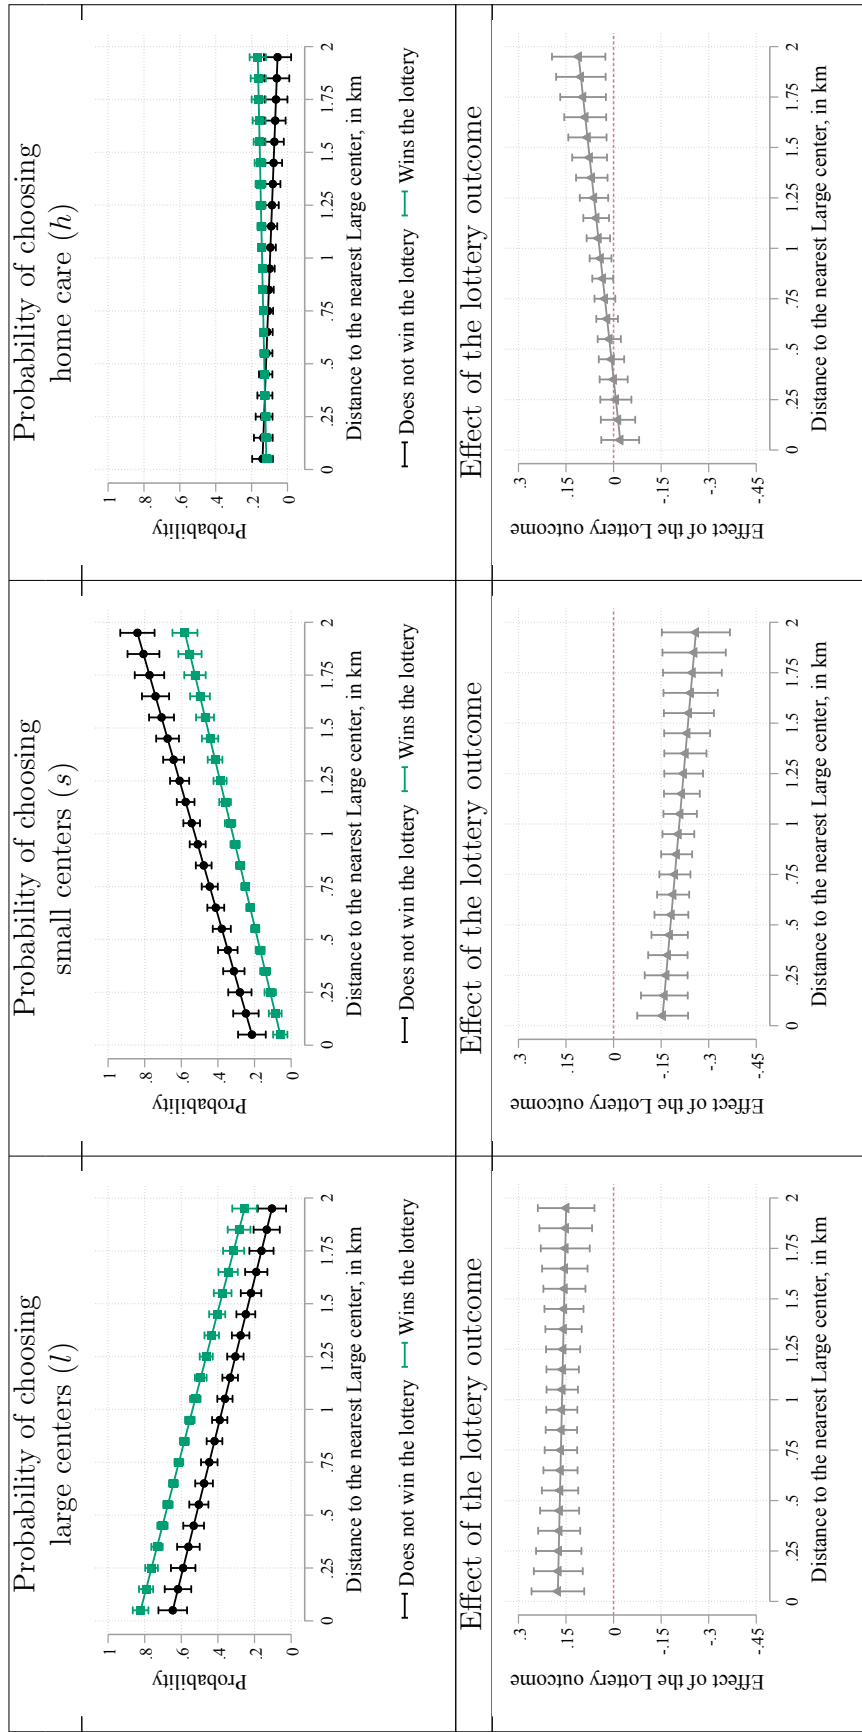 Probability of choosing
large centers (l)
Probability
1
.8
.6
.4
.2
0
0 .25 .5 .75 1 1.25 1.5 1.75 2
Distance to the nearest Large center, in km
Does not win the lottery Wins the lottery
Probability of choosing
small centers (s)
Probability
1
.8
.6
.4
.2
0
0 .25 .5 .75 1 1.25 1.5 1.75 2
Distance to the nearest Large center, in km
Does not win the lottery Wins the lottery
Probability of choosing
home care (h)
Probability
1
.8
.6
.4
.2
0
0 .25 .5 .75 1 1.25 1.5 1.75 2
Distance to the nearest Large center, in km
Does not win the lottery Wins the lottery
Effect of the lottery outcome
Effect of the Lottery outcome
.3
.15
0
-.15
-.3
-.45
0 .25 .5 .75 1 1.25 1.5 1.75 2
Distance to the nearest Large center, in km
Effect of the lottery outcome
Effect of the Lottery outcome
.3
.15
0
-.15
-.3
-.45
0 .25 .5 .75 1 1.25 1.5 1.75 2
Distance to the nearest Large center, in km
Effect of the lottery outcome
Effect of the Lottery outcome
.3
.15
0
-.15
-.3
-.45
0 .25 .5 .75 1 1.25 1.5 1.75 2
Distance to the nearest Large center, in km